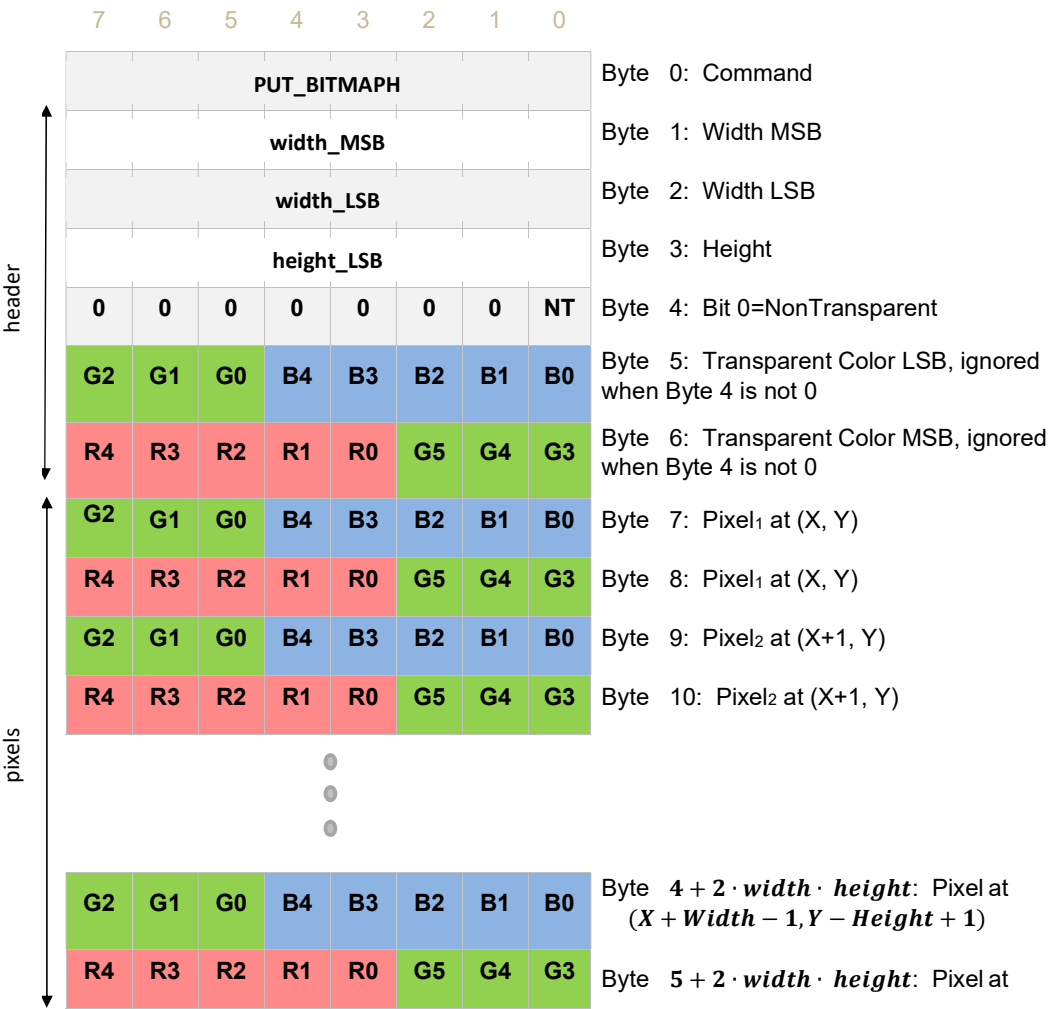 7 6 5 4 3 2 1 0
PUT_BITMAPH Byte 0: Command
width_MSB Byte 1: Width MSB
width_LSB Byte 2: Width LSB
height_LSB Byte 3: Height
0 0 0 0 0 0 0 NT Byte 4: Bit 0=NonTransparent
G2 G1 G0 B4 B3 B2 B1 B0 Byte 5: Transparent Color LSB, ignored
when Byte 4 is not 0
R4 R3 R2 R1 R0 G5 G4 G3 Byte 6: Transparent Color MSB, ignored
when Byte 4 is not 0
header
G2 G1 G0 B4 B3 B2 B1 B0 Byte 7: Pixel1 at (X, Y)
R4 R3 R2 R1 R0 G5 G4 G3 Byte 8: Pixel1 at (X, Y)
G2 G1 G0 B4 B3 B2 B1 B0 Byte 9: Pixel2 at (X+1, Y)
R4 R3 R2 R1 R0 G5 G4 G3 Byte 10: Pixel2 at (X+1, Y)
pixels
G2 G1 G0 B4 B3 B2 B1 B0 Byte 4 + 2 · width · height: Pixel at
(X + Width − 1, Y − Height + 1)
R4 R3 R2 R1 R0 G5 G4 G3 Byte 5 + 2 · width · height: Pixel at